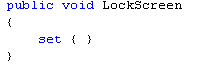 public void LockScreen
{
set { }
}